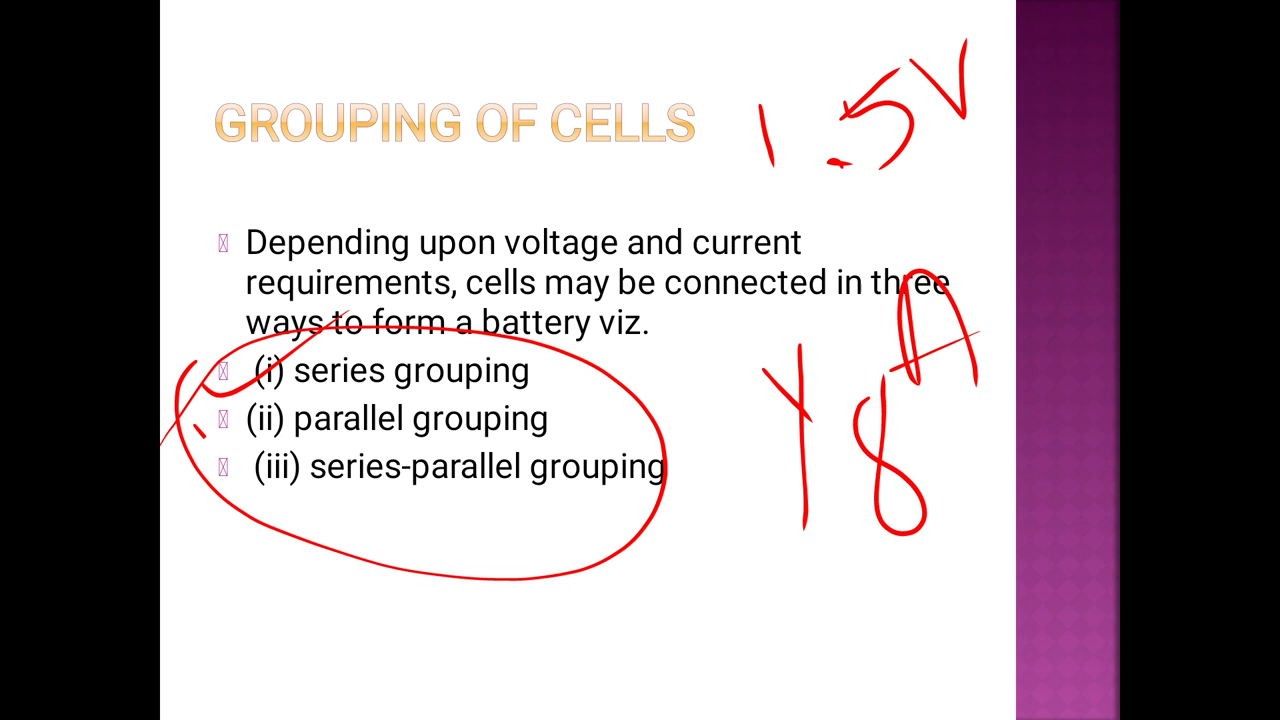 GROUPING OF CELLS
1.5V
Depending upon voltage and current
requirements, cells may be connected in three
ways to form a battery viz.
(i) series grouping
(ii) parallel grouping
(iii) series-parallel grouping
8A